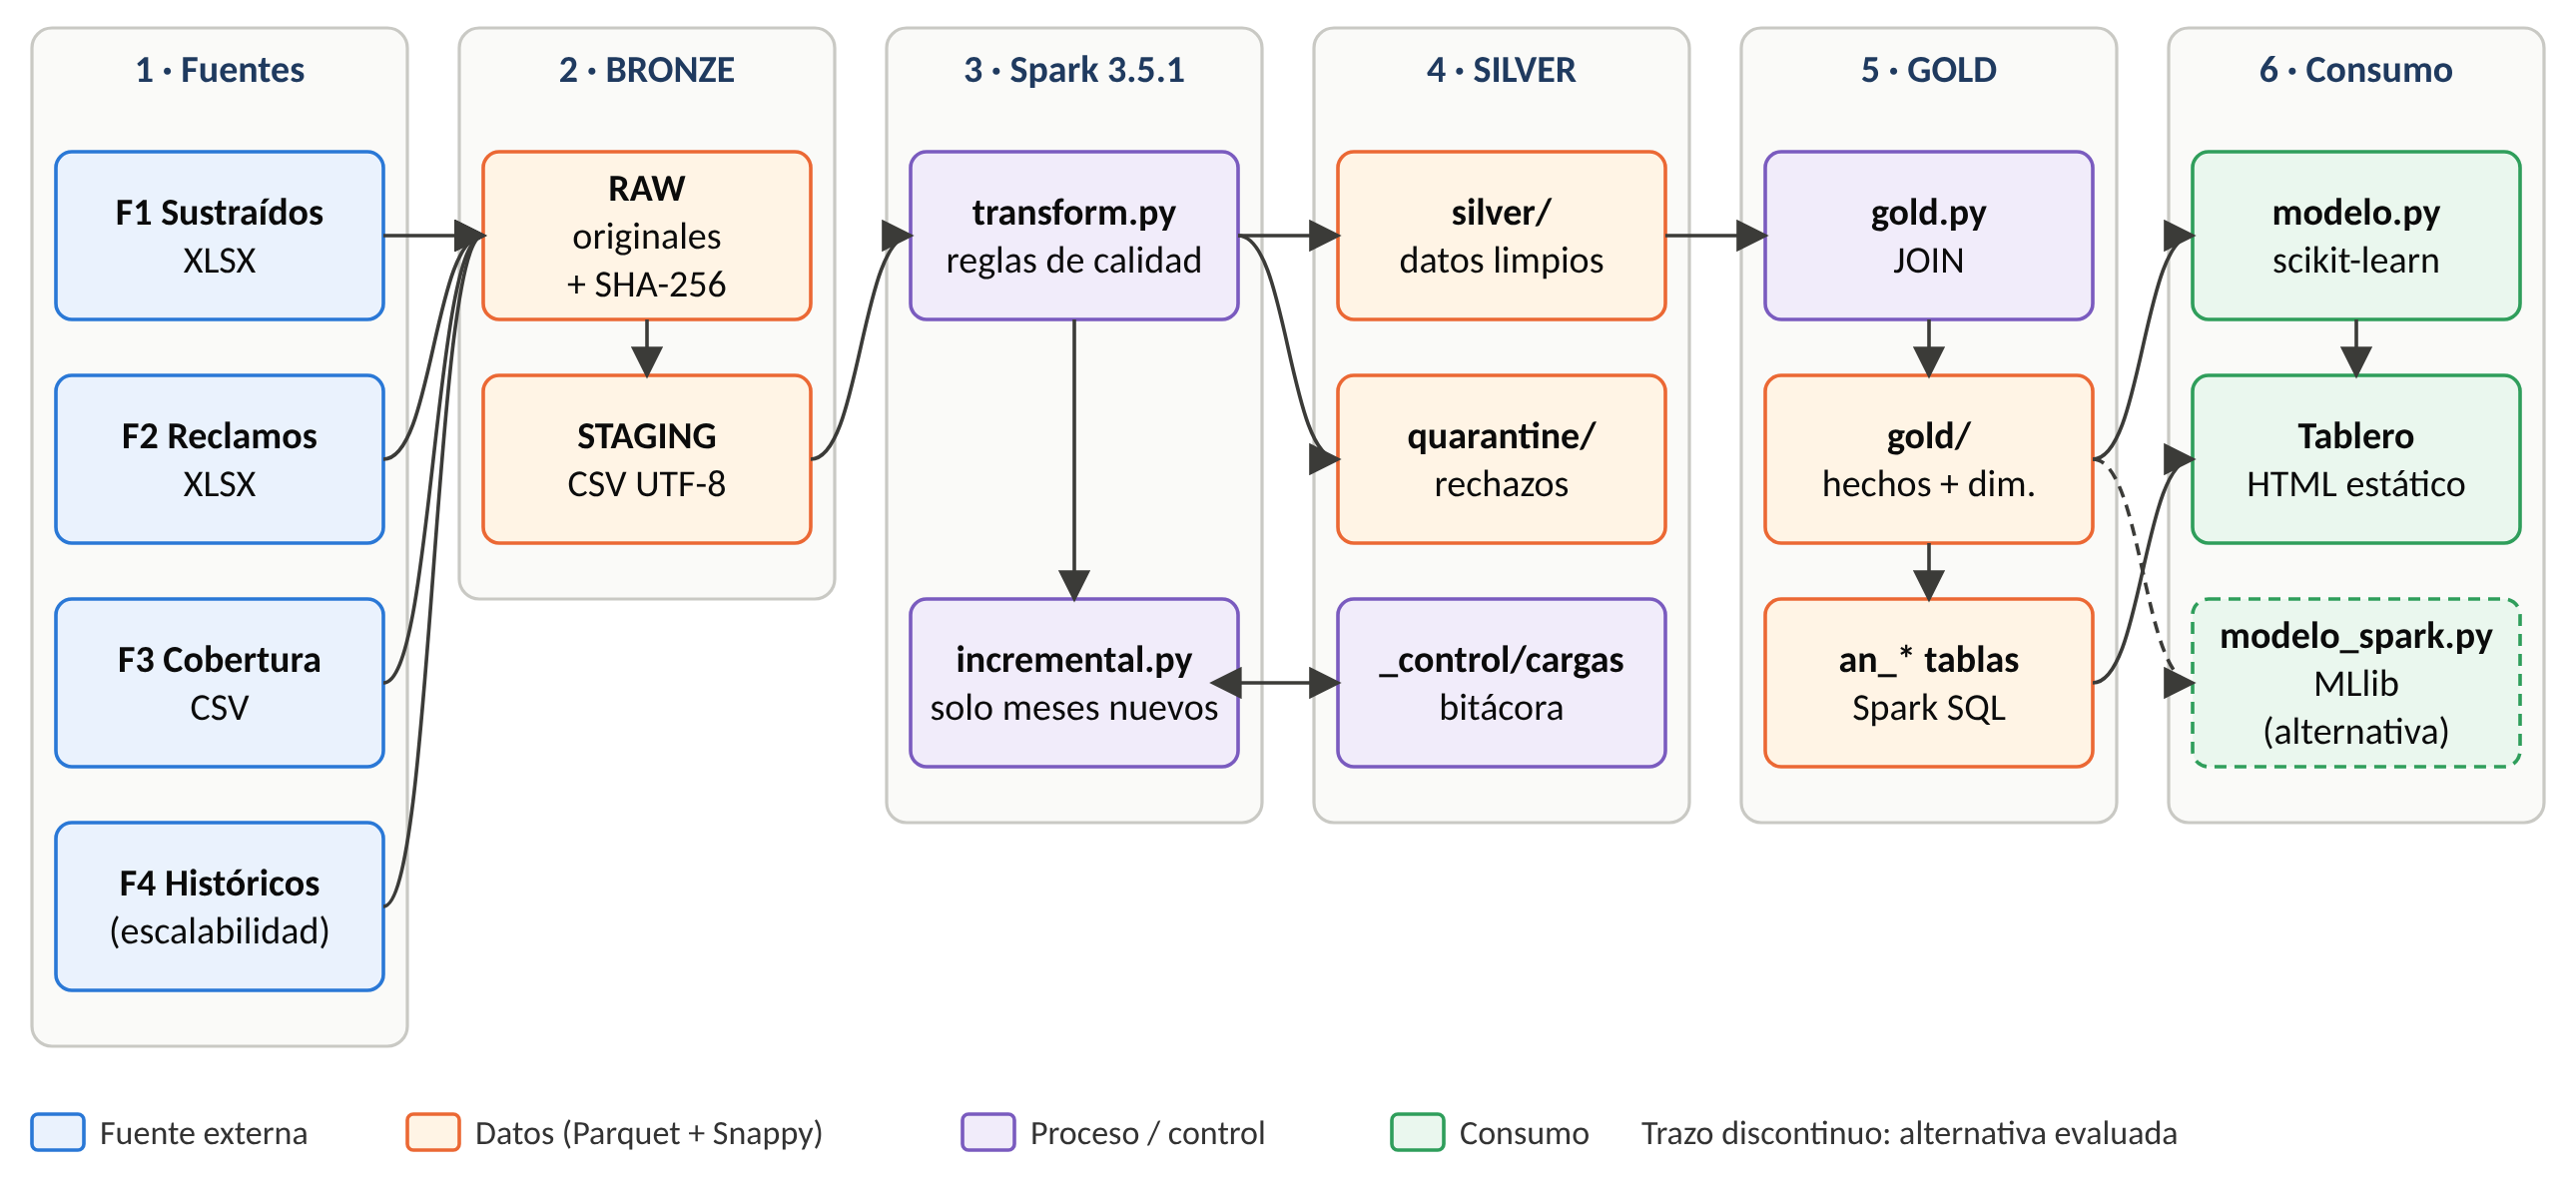 1 · Fuentes
F1 Sustraídos
XLSX
F2 Reclamos
XLSX
F3 Cobertura
CSV
F4 Históricos
(escalabilidad)
2 · BRONZE
RAW
originales
+ SHA-256
STAGING
CSV UTF-8
3 · Spark 3.5.1
transform.py
reglas de calidad
incremental.py
solo meses nuevos
4 · SILVER
silver/
datos limpios
quarantine/
rechazos
_control/cargas
bitácora
5 · GOLD
gold.py
JOIN
gold/
hechos + dim.
an_* tablas
Spark SQL
6 · Consumo
modelo.py
scikit-learn
Tablero
HTML estático
modelo_spark.py
MLlib
(alternativa)
Fuente externa
Datos (Parquet + Snappy)
Proceso / control
Consumo
Trazo discontinuo: alternativa evaluada